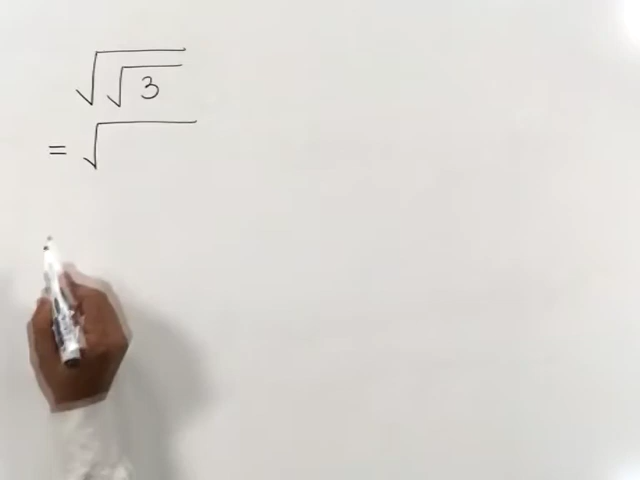 √√3
= √